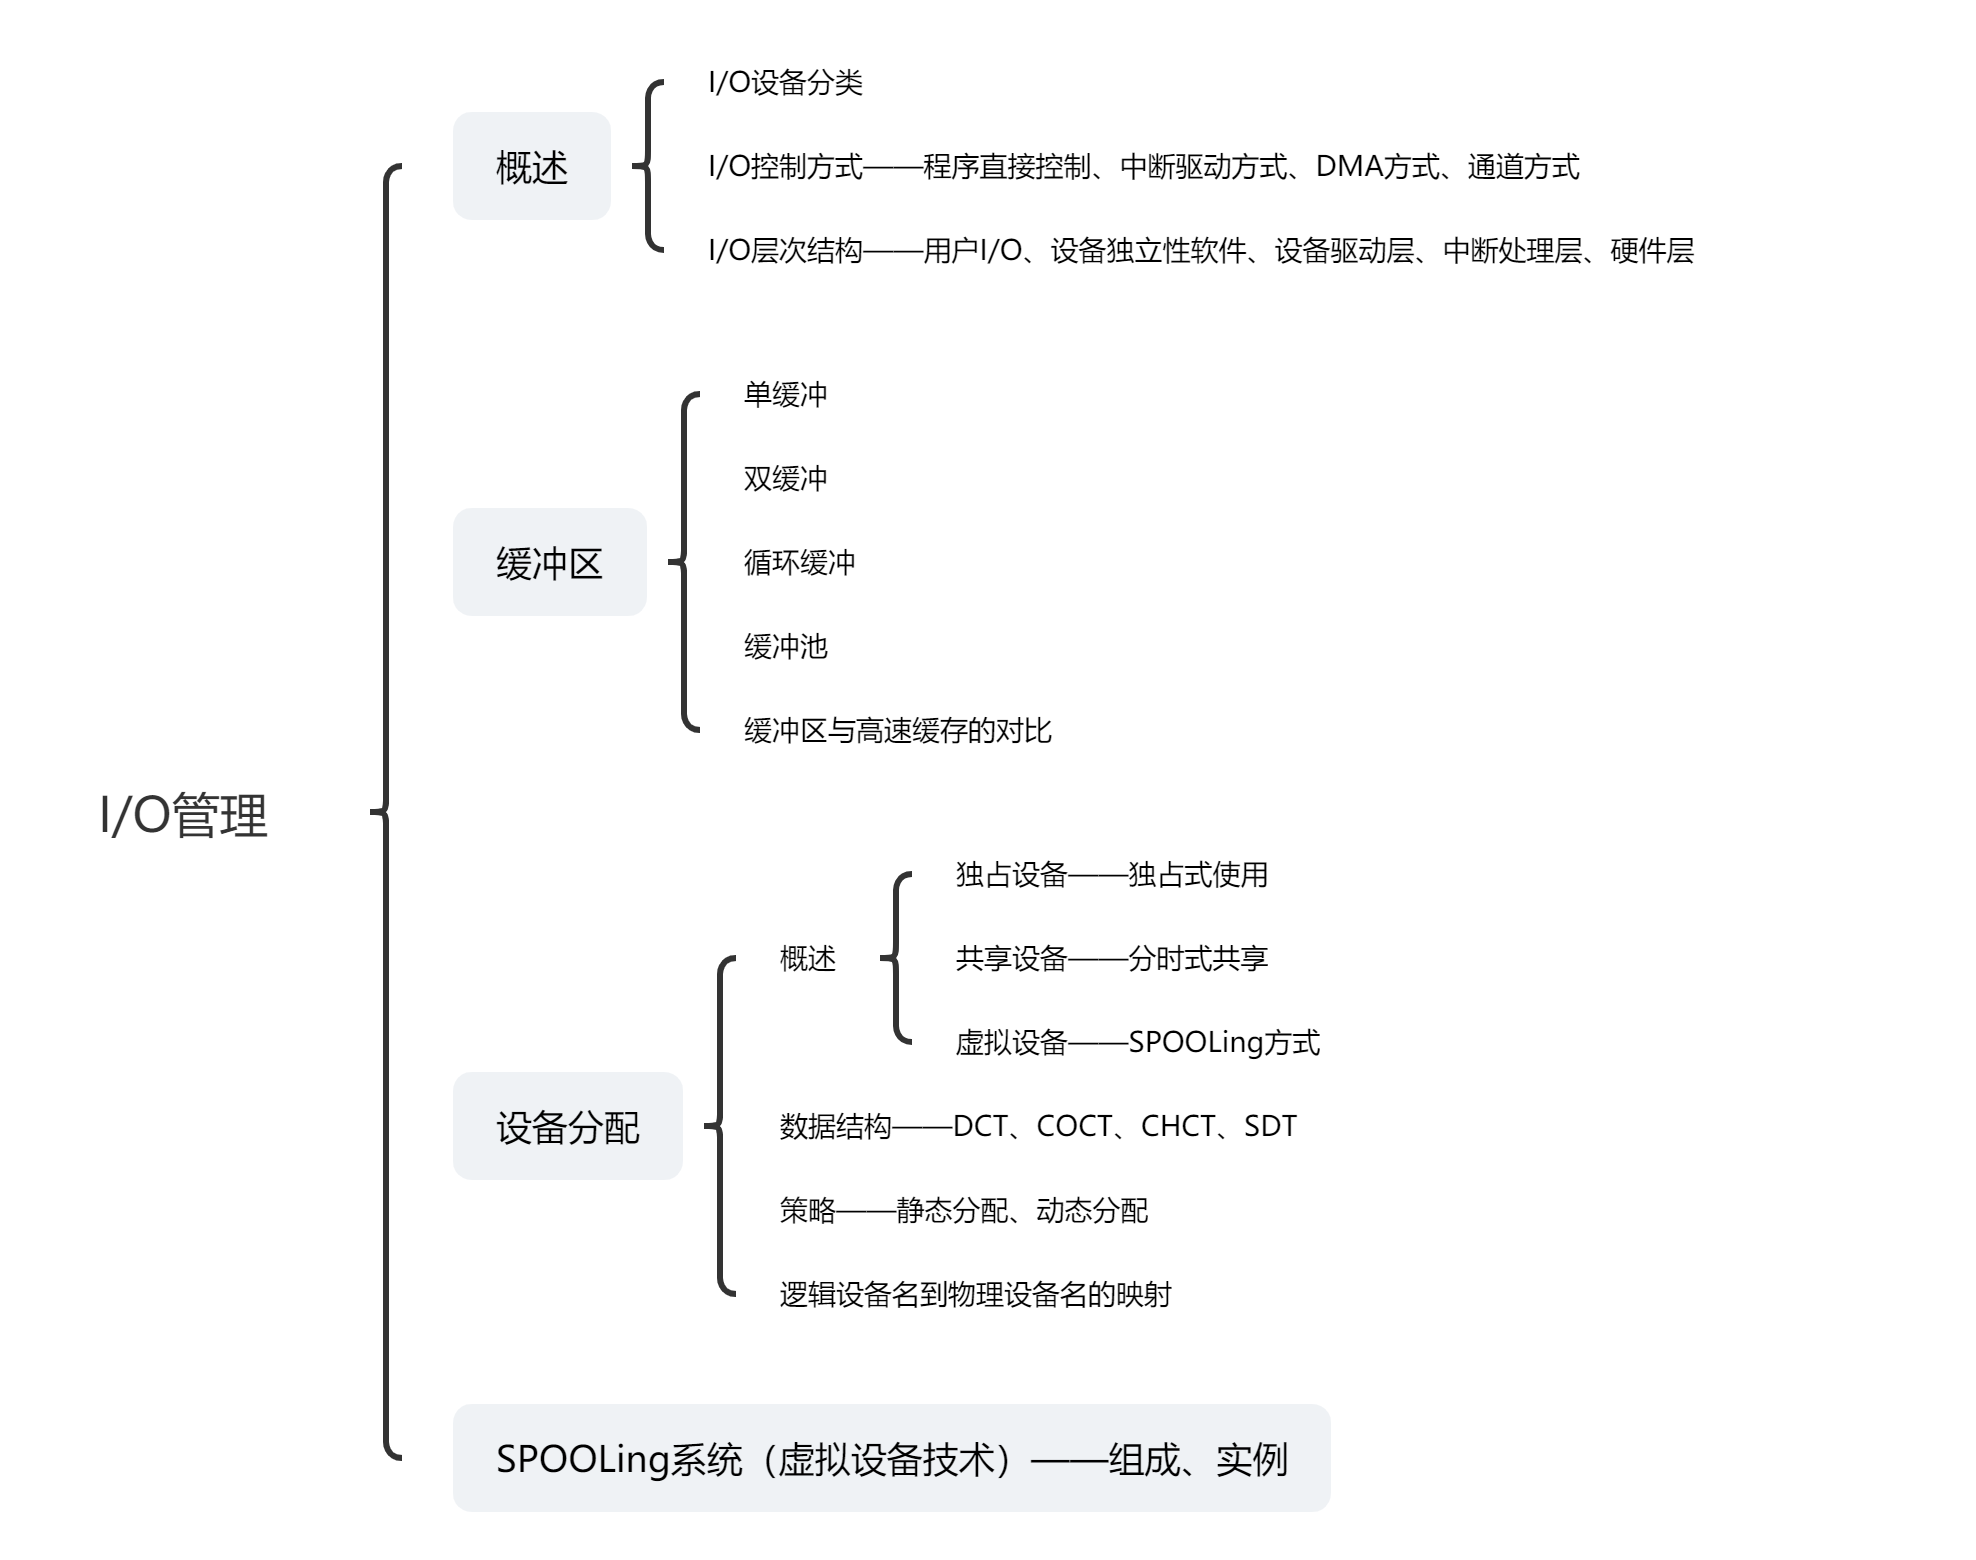 I/O管理
概述
I/O设备分类
I/O控制方式——程序直接控制、中断驱动方式、DMA方式、通道方式
I/O层次结构——用户I/O、设备独立性软件、设备驱动层、中断处理层、硬件层
缓冲区
单缓冲
双缓冲
循环缓冲
缓冲池
缓冲区与高速缓存的对比
设备分配
概述
独占设备——独占式使用
共享设备——分时式共享
虚拟设备——SPOOLing方式
数据结构——DCT、COCT、CHCT、SDT
策略——静态分配、动态分配
逻辑设备名到物理设备名的映射
SPOOLing系统（虚拟设备技术）——组成、实例